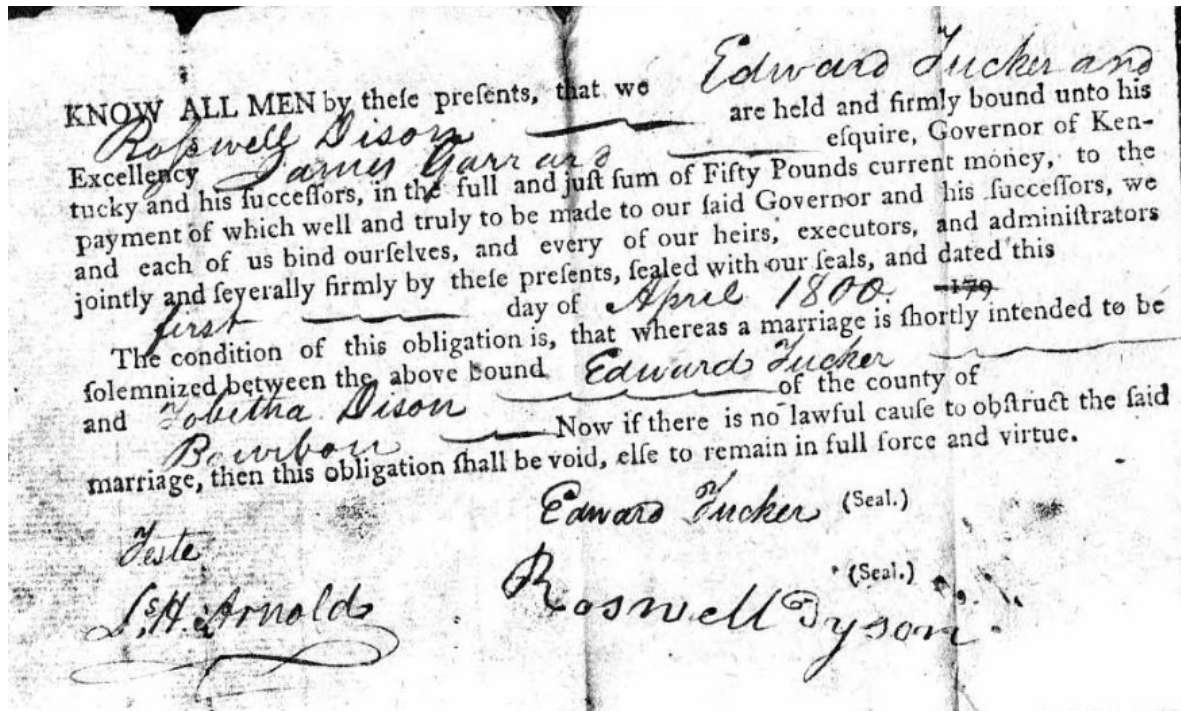 KNOW ALL MEN by theſe preſents, that we Edward Tucker and
Roſswell Dison are held and firmly bound unto his
Excellency James Garrard eſquire, Governor of Ken-
tucky and his ſucceſſors, in the full and juſt ſum of Fifty Pounds current money, to the
payment of which well and truly to be made to our ſaid Governor and his ſucceſſors, we
and each of us bind ourſelves, and every of our heirs, executors, and adminiſtrators
jointly and ſeverally firmly by theſe preſents, ſealed with our ſeals, and dated this
first day of April 1800. 179
The condition of this obligation is, that whereas a marriage is ſhortly intended to be
ſolemnized between the above bound Edward Tucker
and Tobitha Dison of the county of
Bourbon Now if there is no lawful cauſe to obſtruct the ſaid
marriage, then this obligation ſhall be void, elſe to remain in full force and virtue.
Edward Tucker (Seal.)
Teste
(Seal.)
Roswell Tyson
Arnold